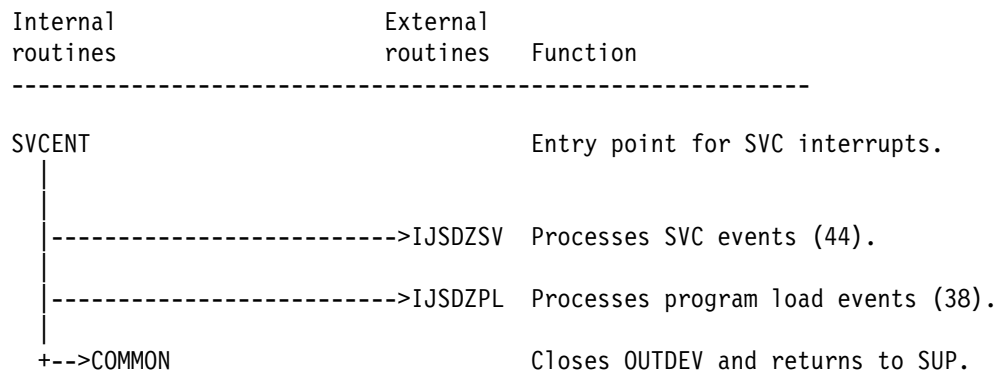 Internal External
routines routines Function
------------------------------------------------------------
SVCENT Entry point for SVC interrupts.
|
|
|-------------------------->IJSDZSV Processes SVC events (44).
|
|-------------------------->IJSDZPL Processes program load events (38).
|
+-->COMMON Closes OUTDEV and returns to SUP.